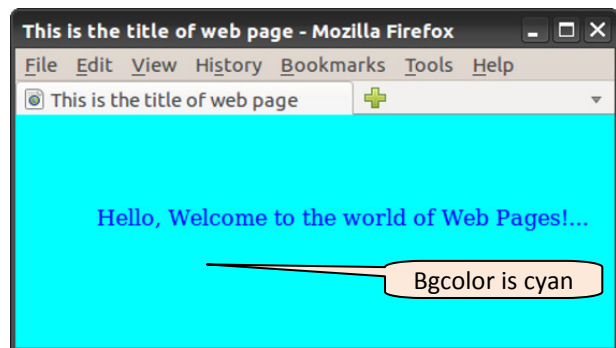 This is the title of web page - Mozilla Firefox
File Edit View History Bookmarks Tools Help
This is the title of web page
Hello, Welcome to the world of Web Pages!...
Bgcolor is cyan